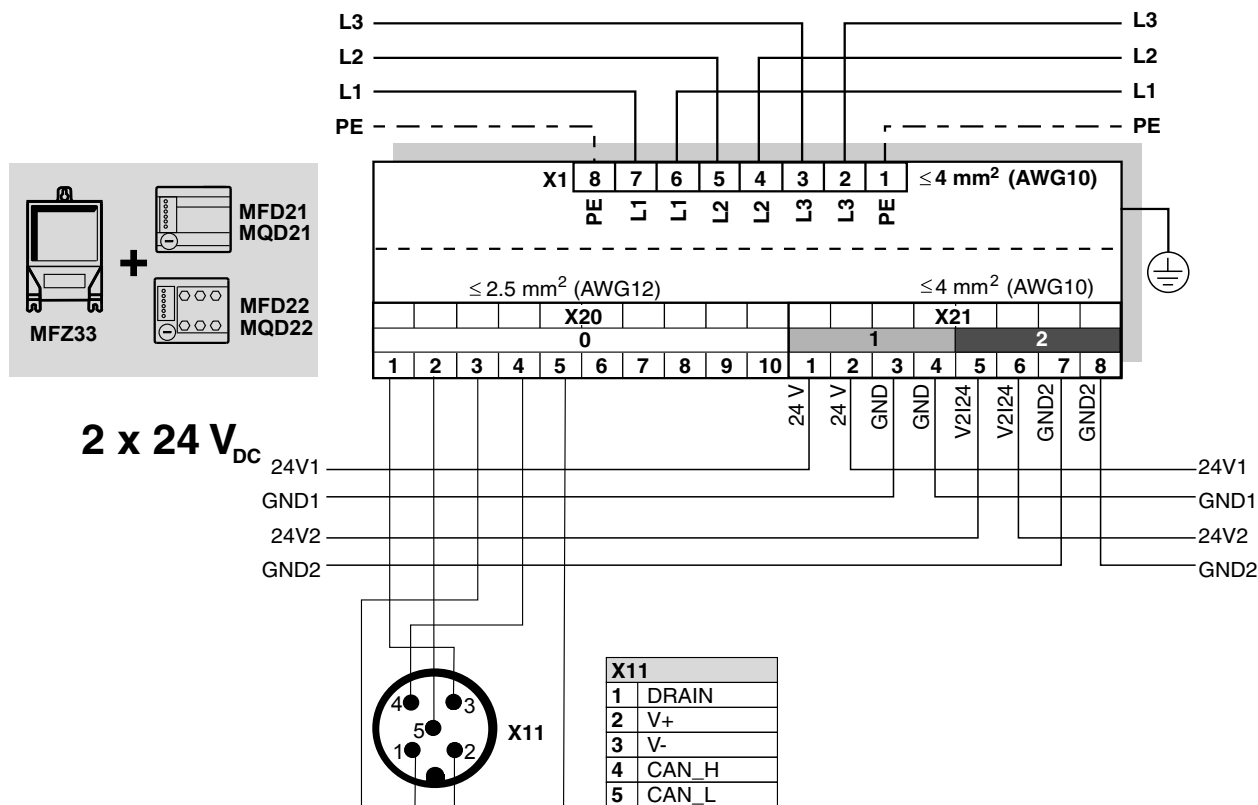 L3 L3
L2 L2
L1 L1
PE PE
X1 8 7 6 5 4 3 2 1 ≤ 4 mm² (AWG10)
PE L1 L1 L2 L2 L3 L3 PE
MFZ33
+
MFD21
MQD21
MFD22
MQD22
≤ 2.5 mm² (AWG12) ≤ 4 mm² (AWG10)
X20 X21
0 1 2
1 2 3 4 5 6 7 8 9 10 1 2 3 4 5 6 7 8
24 V 24 V GND GND V2I24 V2I24 GND2 GND2
2 x 24 V DC
24V1 24V1
GND1 GND1
24V2 24V2
GND2 GND2
4 3
5
1 2
X11
X11
1 DRAIN
2 V+
3 V-
4 CAN_H
5 CAN_L